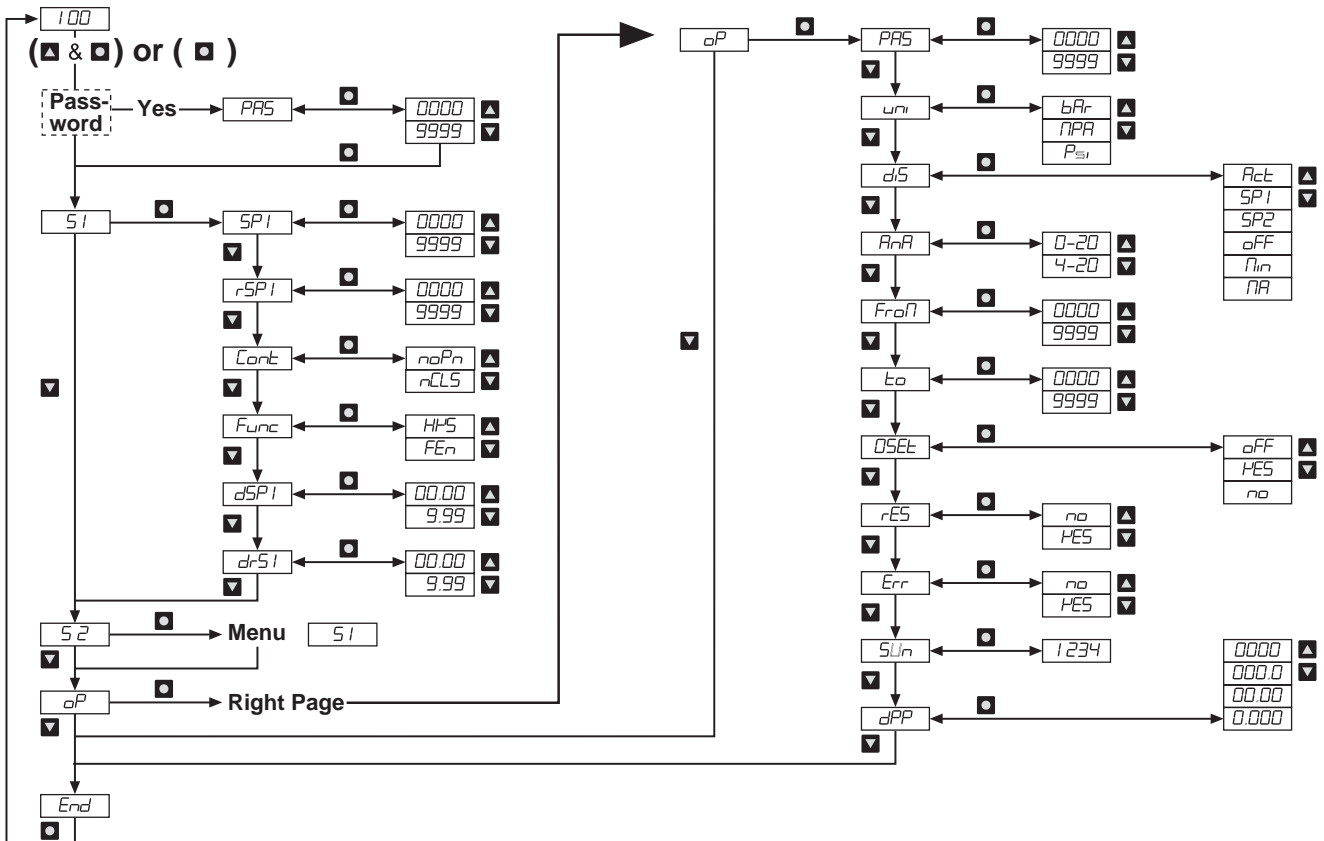 100
(▲ & ●) or ( ● )
Pass-
word
Yes
PAS
0000
9999
S1
SP1
0000
9999
rSP1
0000
9999
Cont
noPn
nCLS
Func
HYS
FEn
dSP1
00.00
9.99
drS1
00.00
9.99
S2
Menu
S1
oP
Right Page
End
oP
PAS
0000
9999
uni
bAr
MPA
Psi
diS
Act
SP1
SP2
oFF
Min
MA
AnA
0-20
4-20
FroM
0000
9999
to
0000
9999
OSEt
oFF
YES
no
rES
no
YES
Err
no
YES
SUn
1234
dPP
0000
000.0
00.00
0.000